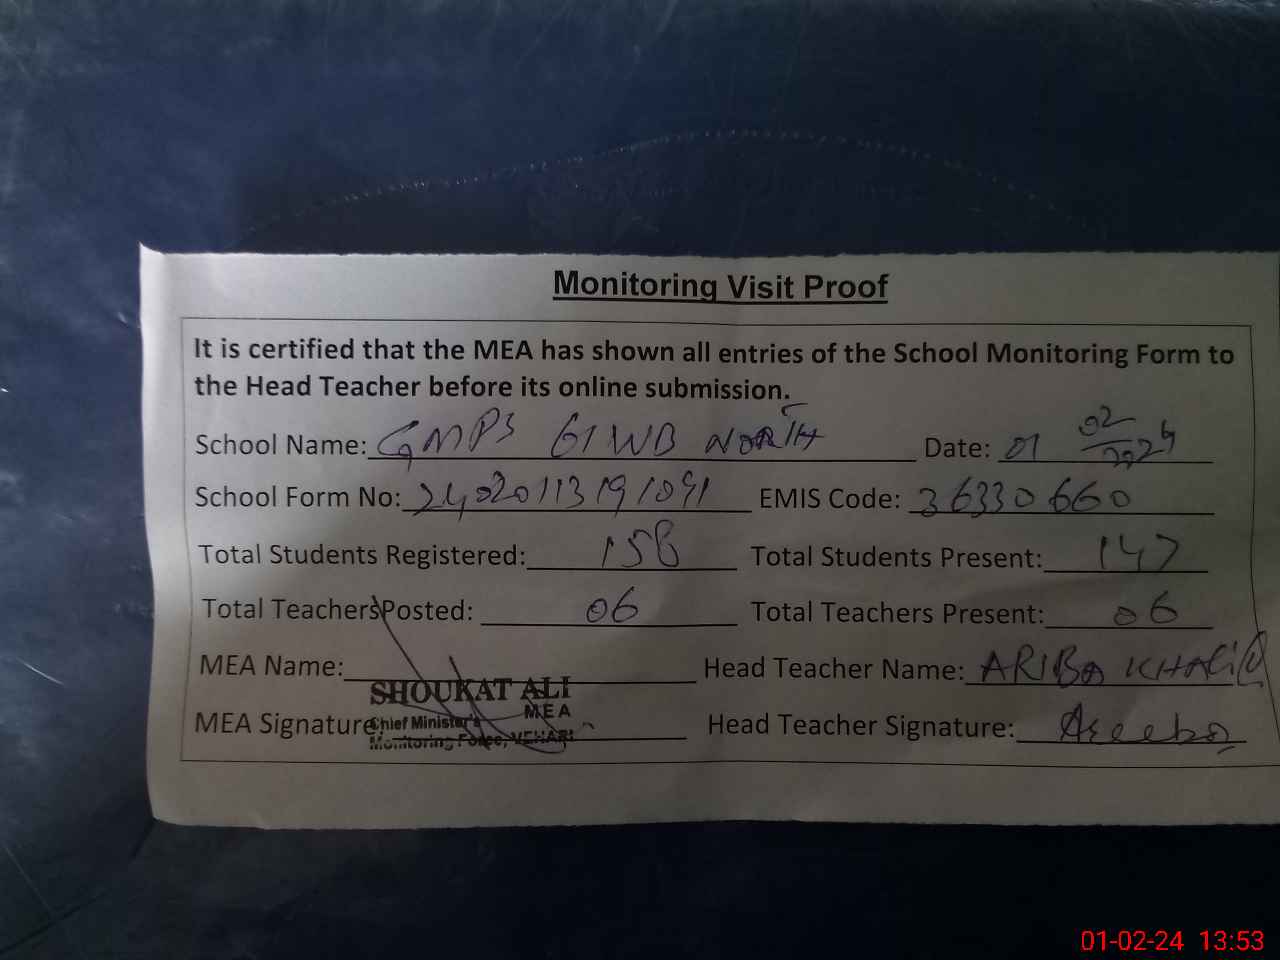 Monitoring Visit Proof
It is certified that the MEA has shown all entries of the School Monitoring Form to
the Head Teacher before its online submission.
School Name: GMPS 61 WB NORTH Date: 01 02/2024
School Form No: 24020113191091 EMIS Code: 36330660
Total Students Registered: 158 Total Students Present: 147
Total Teachers Posted: 06 Total Teachers Present: 06
MEA Name: Head Teacher Name: ARIBA KHALIQ
SHOUKAT ALI
MEA
MEA Signature: Head Teacher Signature: Areeba
Chief Minister's
Monitoring Force, VEHARI
01-02-24 13:53